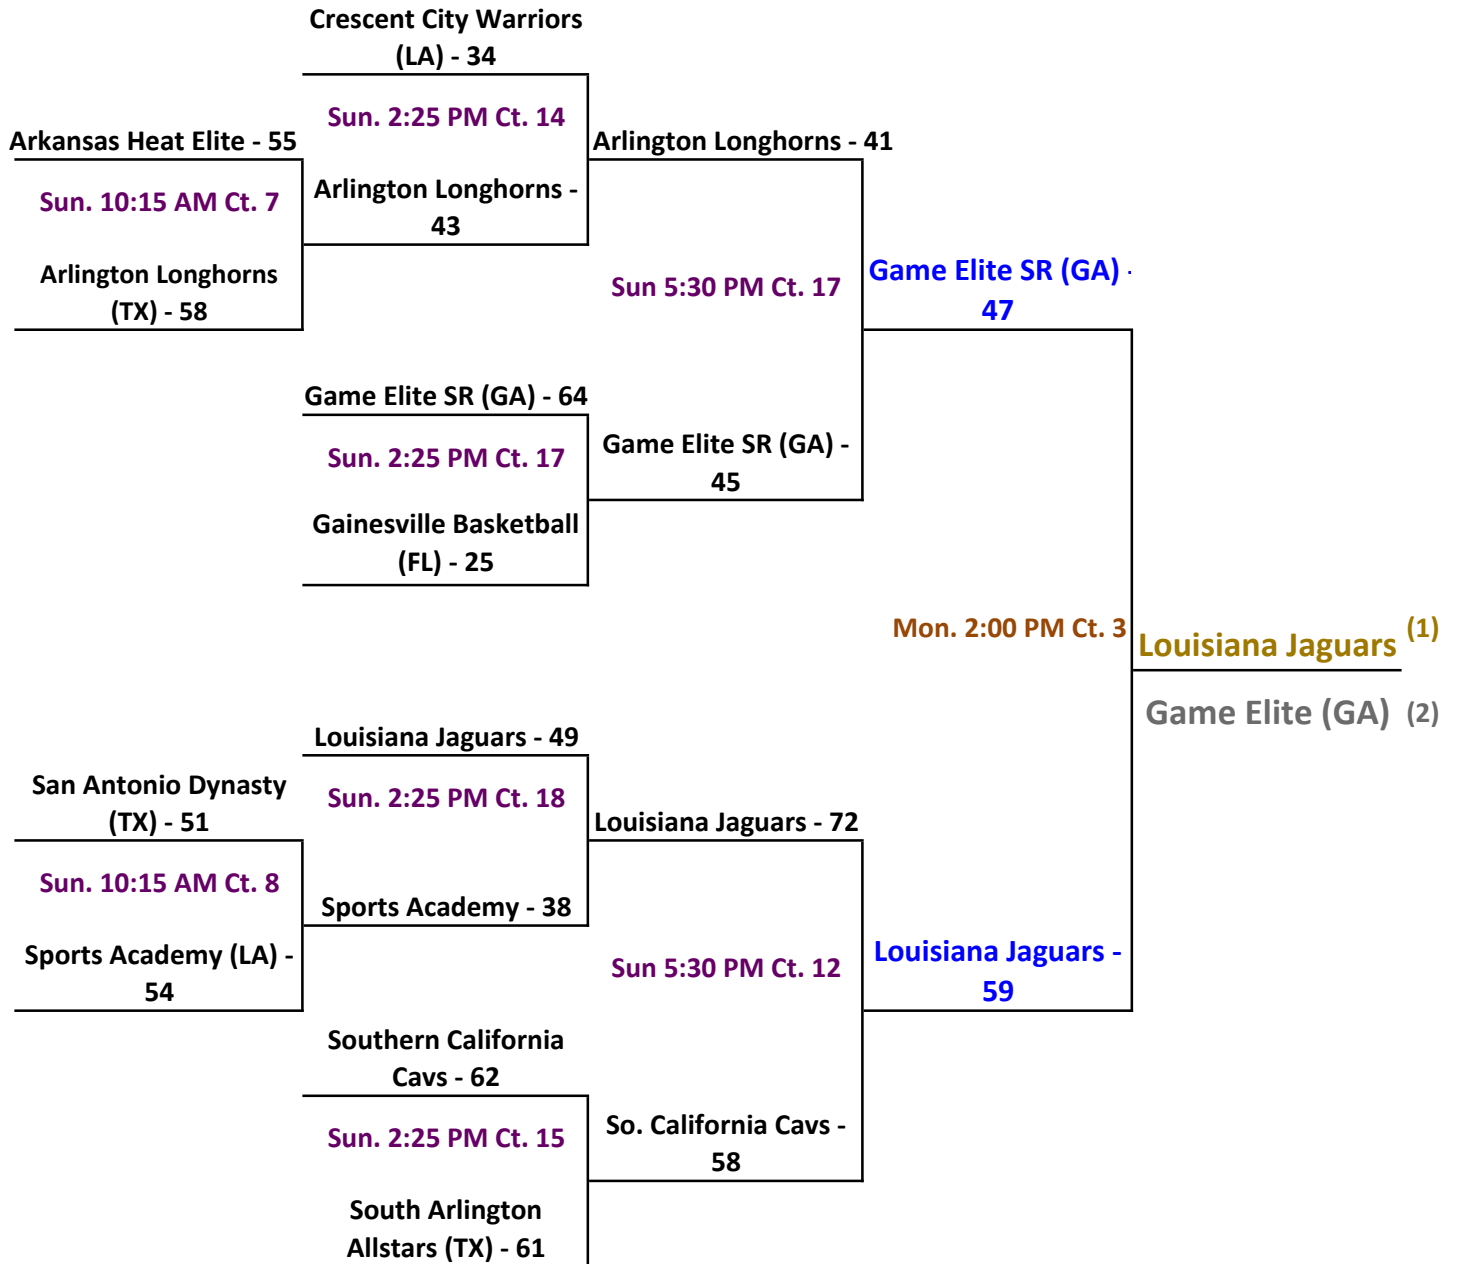 Crescent City Warriors
(LA) - 34
Sun. 2:25 PM Ct. 14
Arkansas Heat Elite - 55
Arlington Longhorns - 41
Sun. 10:15 AM Ct. 7
Arlington Longhorns -
43
Arlington Longhorns
(TX) - 58
Sun 5:30 PM Ct. 17
Game Elite SR (GA) -
47
Game Elite SR (GA) - 64
Sun. 2:25 PM Ct. 17
Game Elite SR (GA) -
45
Gainesville Basketball
(FL) - 25
Mon. 2:00 PM Ct. 3
Louisiana Jaguars (1)
Game Elite (GA) (2)
Louisiana Jaguars - 49
San Antonio Dynasty
(TX) - 51
Sun. 2:25 PM Ct. 18
Louisiana Jaguars - 72
Sun. 10:15 AM Ct. 8
Sports Academy - 38
Sports Academy (LA) -
54
Sun 5:30 PM Ct. 12
Louisiana Jaguars -
59
Southern California
Cavs - 62
Sun. 2:25 PM Ct. 15
So. California Cavs -
58
South Arlington
Allstars (TX) - 61